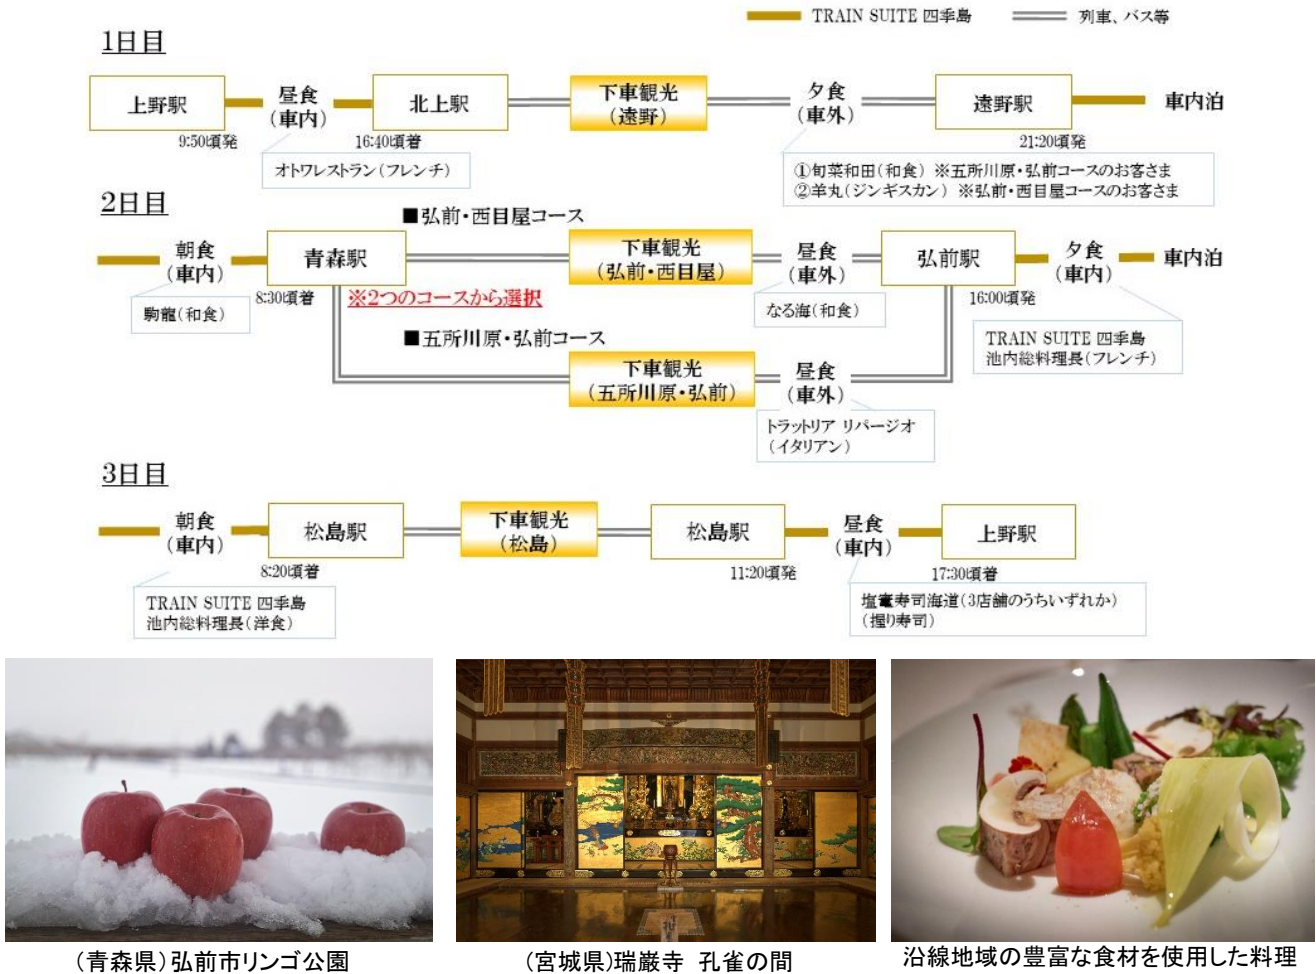 TRAIN SUITE 四季島
列車、バス等
1日目
上野駅
9:50頃発
昼食
(車内)
オトワレストラン(フレンチ)
北上駅
16:40頃着
下車観光
(遠野)
夕食
(車外)
①旬菜和田(和食) ※五所川原・弘前コースのお客さま
②羊丸(ジンギスカン) ※弘前・西目屋コースのお客さま
遠野駅
21:20頃発
車内泊
2日目
朝食
(車内)
駒龍(和食)
青森駅
8:30頃着
※2つのコースから選択
■弘前・西目屋コース
下車観光
(弘前・西目屋)
昼食
(車外)
なる海(和食)
■五所川原・弘前コース
下車観光
(五所川原・弘前)
昼食
(車外)
トラットリア リパージオ
(イタリアン)
弘前駅
16:00頃発
夕食
(車内)
TRAIN SUITE 四季島
池内総料理長(フレンチ)
車内泊
3日目
朝食
(車内)
TRAIN SUITE 四季島
池内総料理長(洋食)
松島駅
8:20頃着
下車観光
(松島)
松島駅
11:20頃発
昼食
(車内)
塩竈寿司海道(3店舗のうちいずれか)
(握り寿司)
上野駅
17:30頃着
(青森県)弘前市リンゴ公園
(宮城県)瑞巌寺 孔雀の間
沿線地域の豊富な食材を使用した料理